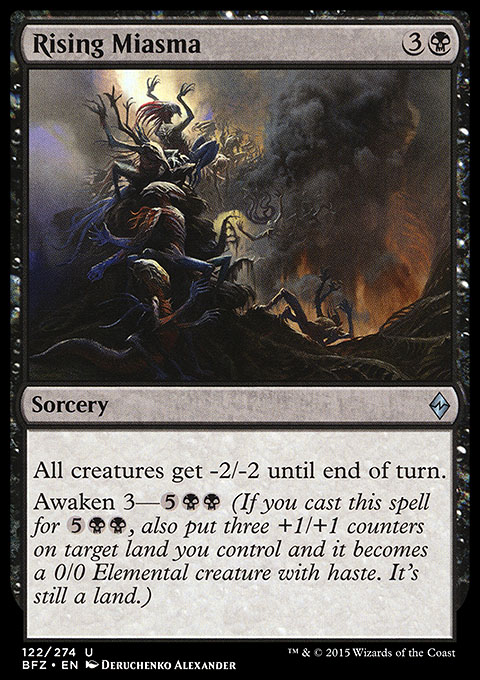 Rising Miasma 3
Sorcery
All creatures get -2/-2 until end of turn.
Awaken 3—5 (If you cast this spell
for 5, also put three +1/+1 counters
on target land you control and it becomes
a 0/0 Elemental creature with haste. It's
still a land.)
122/274 U
BFZ • EN Deruchenko Alexander
™ & © 2015 Wizards of the Coast